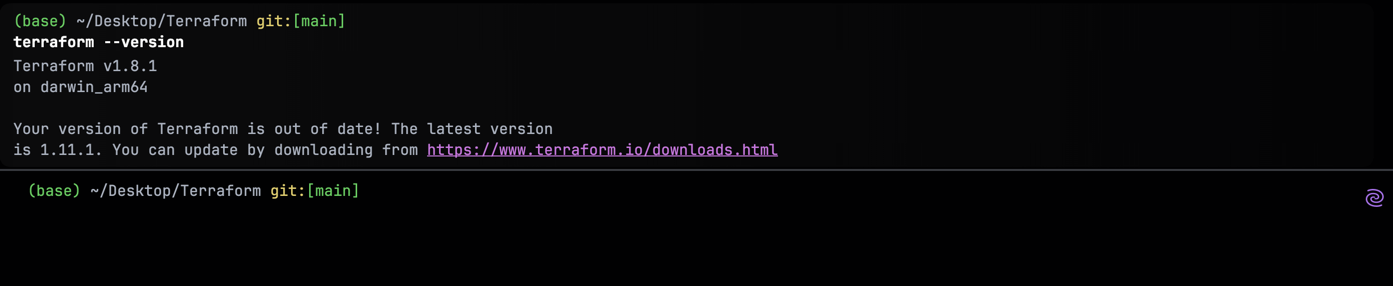 (base) ~/Desktop/Terraform git:[main]
terraform --version
Terraform v1.8.1
on darwin_arm64
Your version of Terraform is out of date! The latest version
is 1.11.1. You can update by downloading from https://www.terraform.io/downloads.html
(base) ~/Desktop/Terraform git:[main]